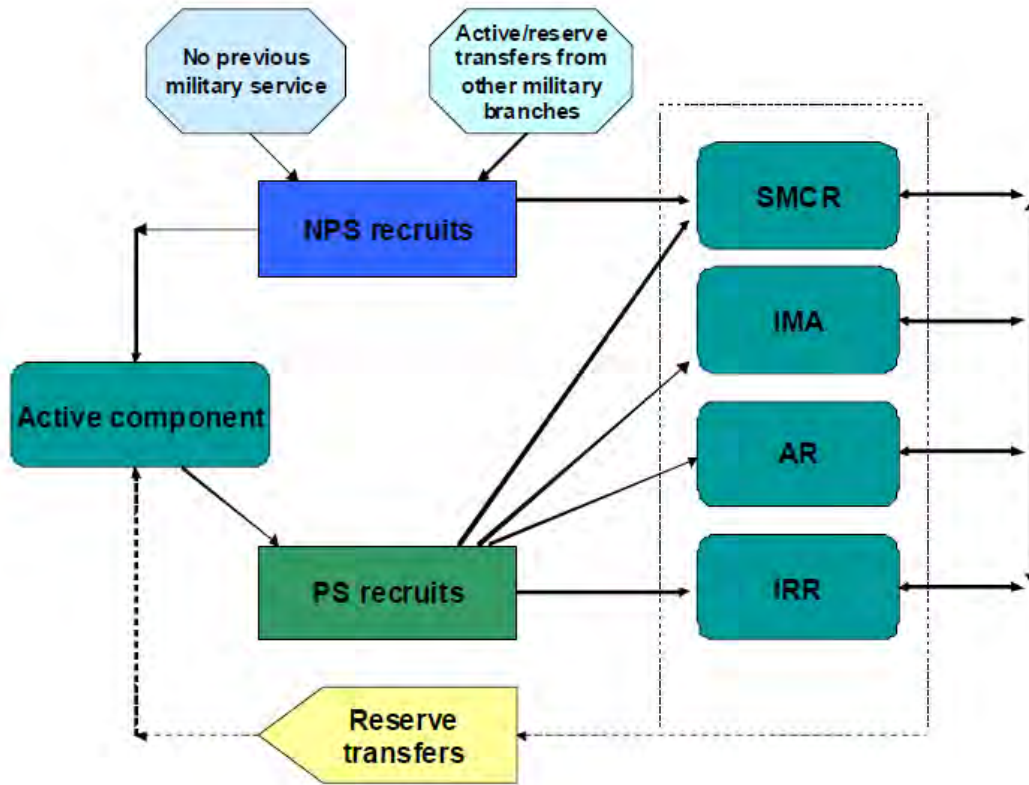 No previous
military service
Active/reserve
transfers from
other military
branches
SMCR
NPS recruits
IMA
Active component
AR
PS recruits
IRR
Reserve
transfers